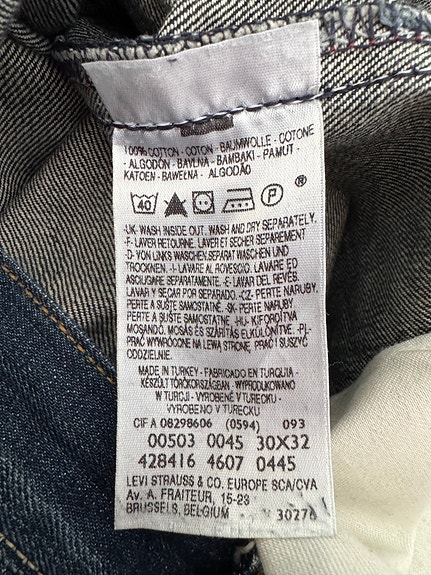 100% COTTON - COTON - BAUMWOLLE - COTONE
- ALGODÓN - BAVLNA - BAMBAKI - PAMUT -
KATOEN - BAWEŁNA - ALGODÃO
40 P ®
-UK- WASH INSIDE OUT. WASH AND DRY SEPARATELY.
-F- LAVER RETOURNE. LAVER ET SECHER SEPAREMENT
-D- VON LINKS WASCHEN.SEPARAT WASCHEN UND
TROCKNEN. -I- LAVARE AL ROVESCIO. LAVARE ED
ASCIUGARE SEPARATAMENTE. -E- LAVAR DEL REVÉS.
LAVAR Y SECAR POR SEPARADO. -CZ- PERTE NARUBY.
PERTE A SUŠTE SAMOSTATNĚ. -SK- PERTE NARUBY
PERTE A SUŠTE SAMOSTATNE. -HU- KIFORDÍTVA
MOSANDÓ. MOSÁS ÉS SZÁRÍTÁS ELKÜLÖNÍTVE. -PL-
PRAĆ WYWRÓCONE NA LEWĄ STRONĘ, PRAĆ I SUSZYĆ
ODDZIELNIE.
MADE IN TURKEY - FABRICADO EN TURQUIA -
KÉSZÜLT TÖRÖKORSZÁGBAN - WYPRODUKOWANO
W TURCJI - VYROBENÉ V TURECKU -
VYROBENO V TURECKU
CIF A 08298606 (0594) 093
00503 0045 30X32
428416 4607 0445
LEVI STRAUSS & CO. EUROPE SCA/CVA
Av. A. FRAITEUR, 15-23
BRUSSELS, BELGIUM 30276